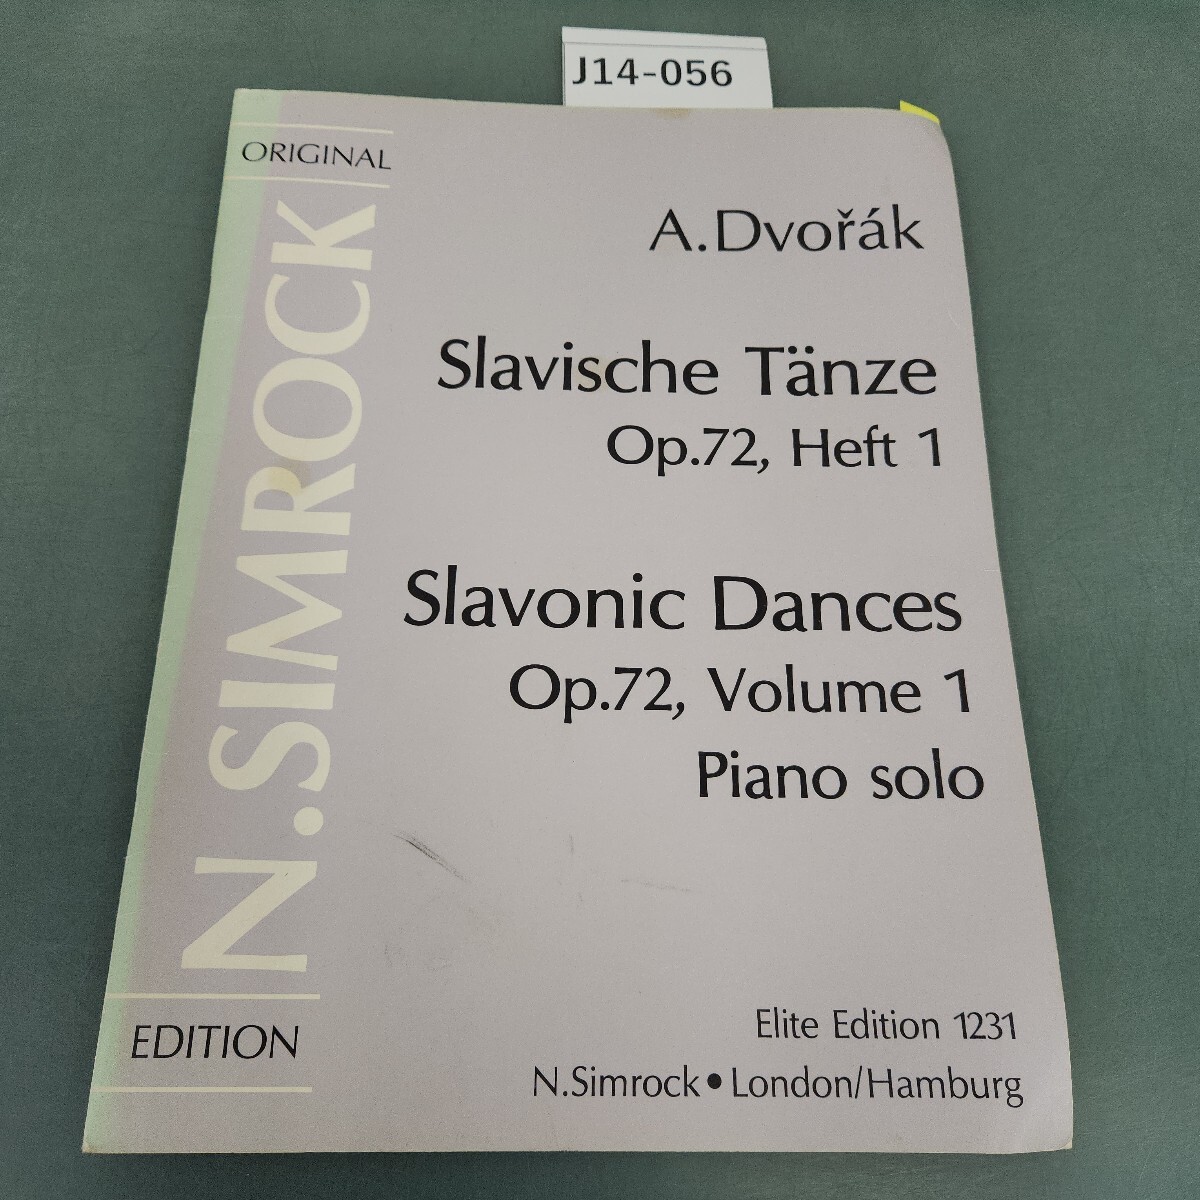 J14-056
ORIGINAL
N.SIMROCK
EDITION
A.Dvořák
Slavische Tänze
Op.72, Heft 1
Slavonic Dances
Op.72, Volume 1
Piano solo
Elite Edition 1231
N.Simrock • London/Hamburg